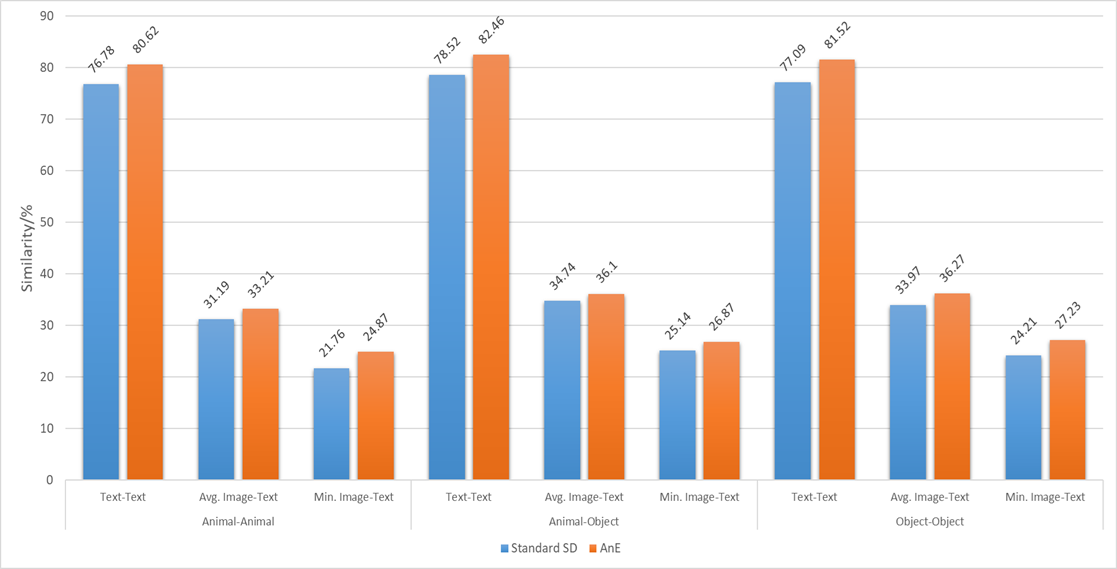 90
80
70
60
50
40
30
20
10
0
Similarity/%
76.78 80.62 31.19 33.21 21.76 24.87 78.52 82.46 34.74 36.1 25.14 26.87 77.09 81.52 33.97 36.27 24.21 27.23
Text-Text Avg. Image-Text Min. Image-Text Text-Text Avg. Image-Text Min. Image-Text Text-Text Avg. Image-Text Min. Image-Text
Animal-Animal Animal-Object Object-Object
Standard SD AnE